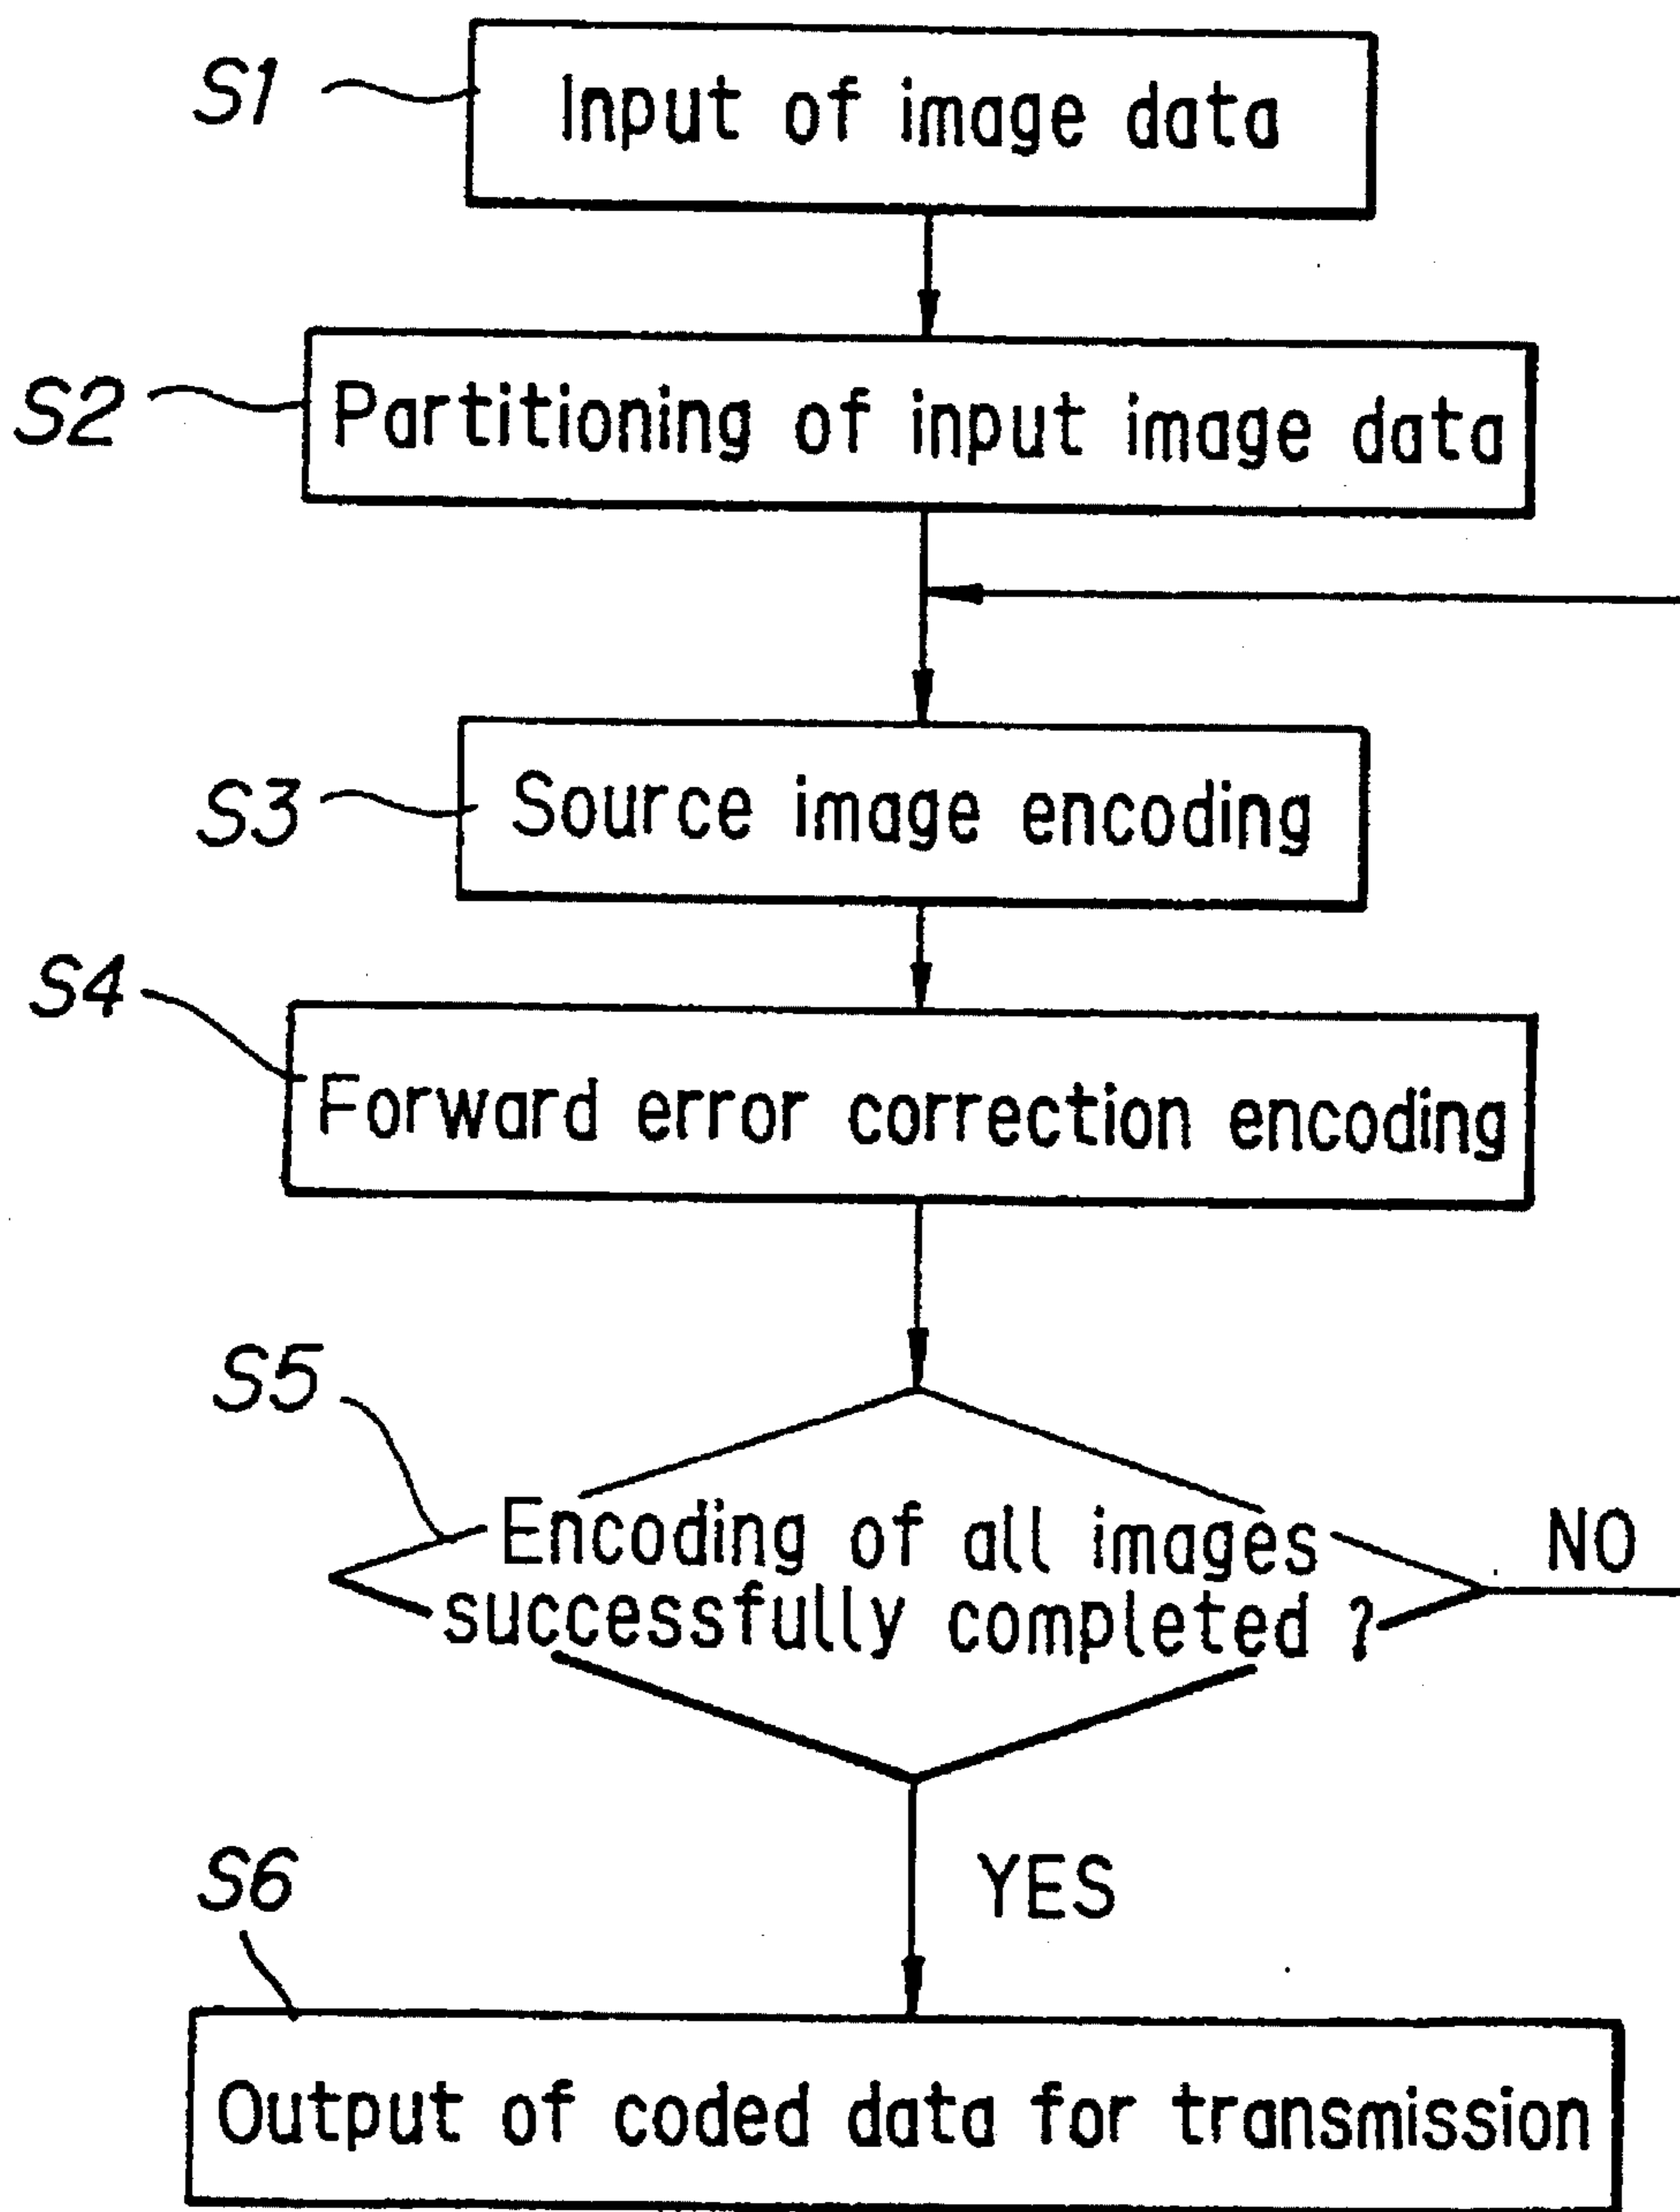 S1
Input of image data
S2
Partitioning of input image data
S3
Source image encoding
S4
Forward error correction encoding
S5
Encoding of all images
successfully completed ?
NO
YES
S6
Output of coded data for transmission